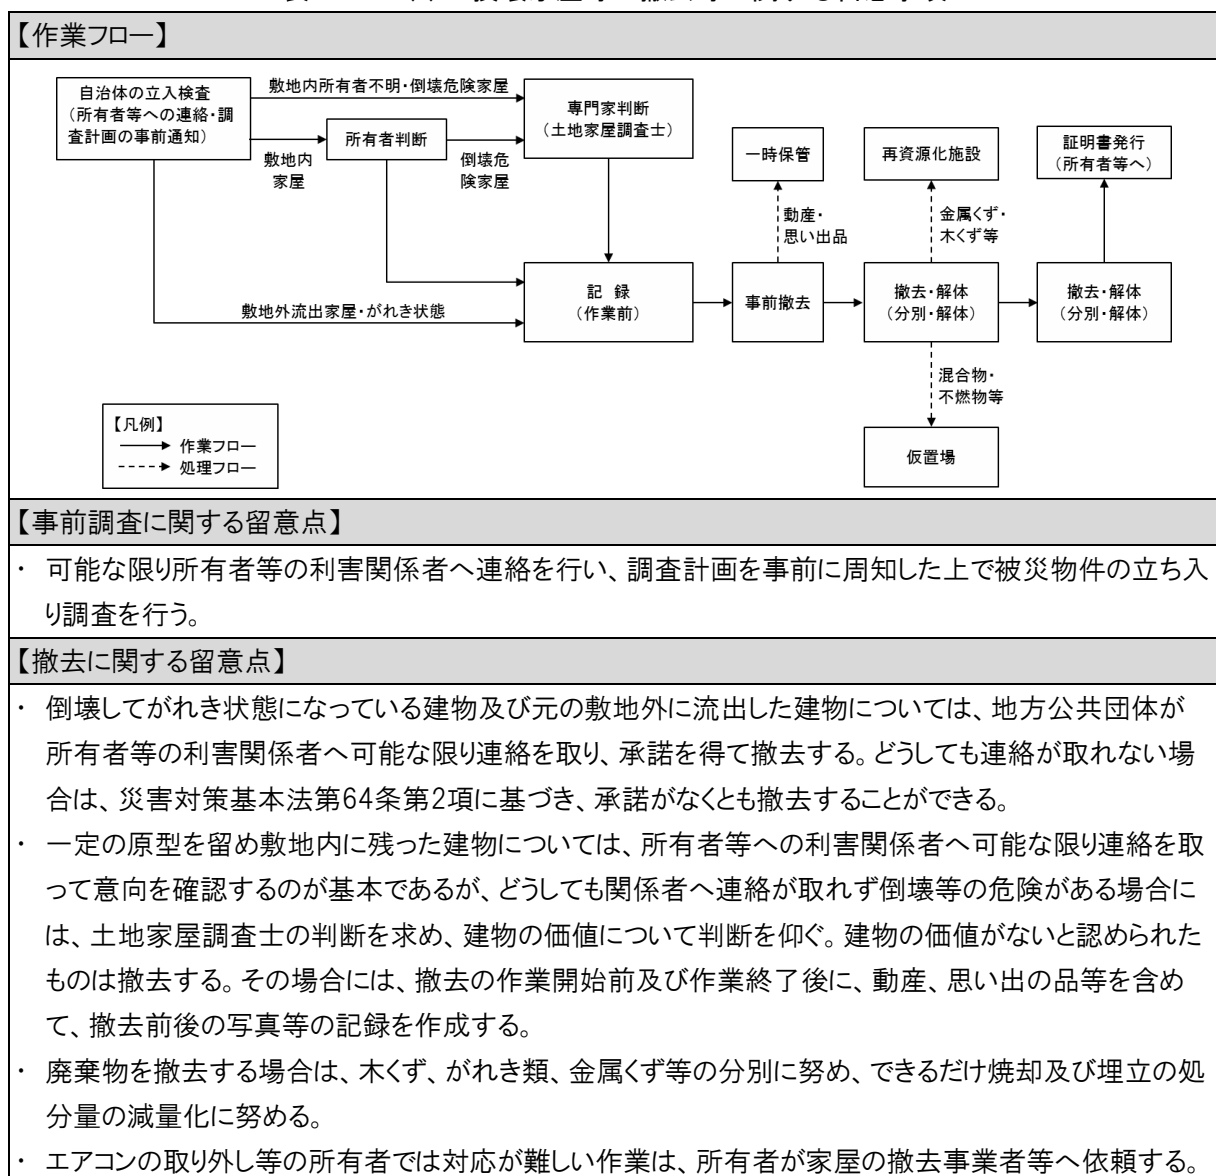 【作業フロー】
自治体の立入検査
（所有者等への連絡・調
査計画の事前通知）
敷地内所有者不明・倒壊危険家屋
敷地内
家屋
所有者判断
倒壊危
険家屋
専門家判断
（土地家屋調査士）
敷地外流出家屋・がれき状態
記 録
（作業前）
一時保管
動産・
思い出品
事前撤去
再資源化施設
金属くず・
木くず等
撤去・解体
（分別・解体）
混合物・
不燃物等
仮置場
証明書発行
（所有者等へ）
撤去・解体
（分別・解体）
【凡例】
作業フロー
処理フロー
【事前調査に関する留意点】
・ 可能な限り所有者等の利害関係者へ連絡を行い、調査計画を事前に周知した上で被災物件の立ち入
り調査を行う。
【撤去に関する留意点】
・ 倒壊してがれき状態になっている建物及び元の敷地外に流出した建物については、地方公共団体が
所有者等の利害関係者へ可能な限り連絡を取り、承諾を得て撤去する。どうしても連絡が取れない場
合は、災害対策基本法第64条第2項に基づき、承諾がなくとも撤去することができる。
・ 一定の原型を留め敷地内に残った建物については、所有者等への利害関係者へ可能な限り連絡を取
って意向を確認するのが基本であるが、どうしても関係者へ連絡が取れず倒壊等の危険がある場合に
は、土地家屋調査士の判断を求め、建物の価値について判断を仰ぐ。建物の価値がないと認められた
ものは撤去する。その場合には、撤去の作業開始前及び作業終了後に、動産、思い出の品等を含め
て、撤去前後の写真等の記録を作成する。
・ 廃棄物を撤去する場合は、木くず、がれき類、金属くず等の分別に努め、できるだけ焼却及び埋立の処
分量の減量化に努める。
・ エアコンの取り外し等の所有者では対応が難しい作業は、所有者が家屋の撤去事業者等へ依頼する。